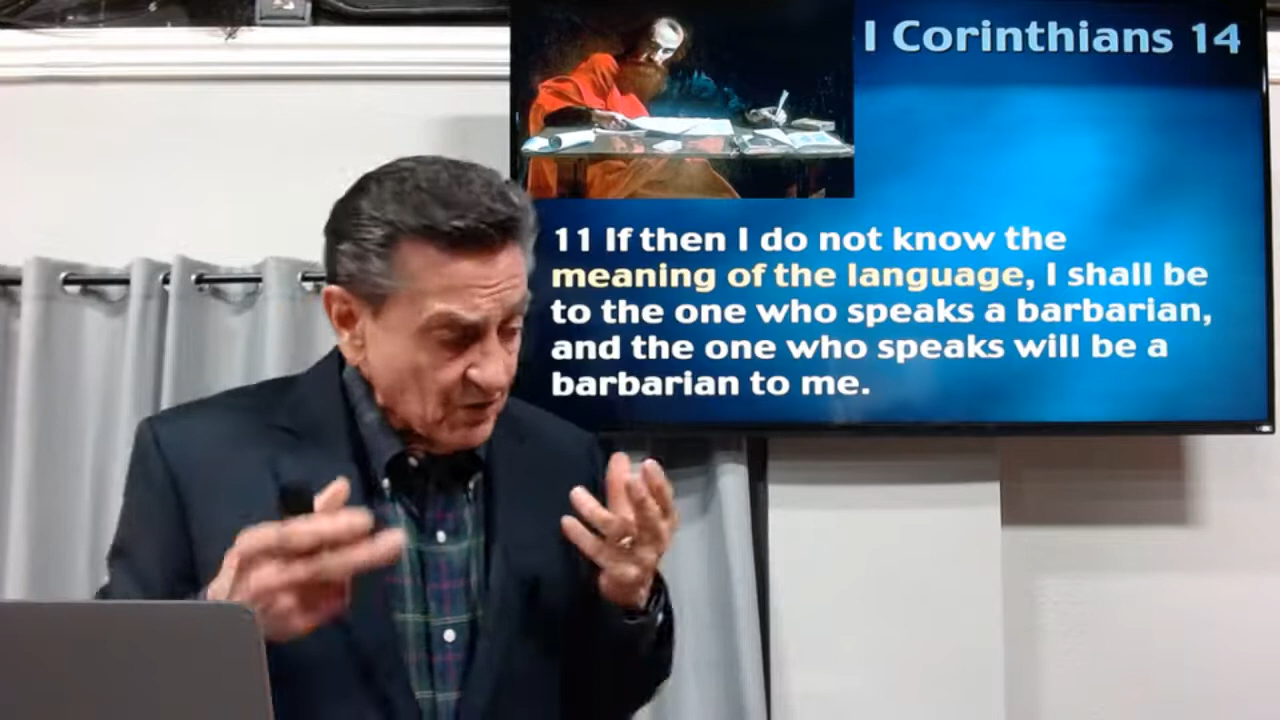 I Corinthians 14
11 If then I do not know the
meaning of the language, I shall be
to the one who speaks a barbarian,
and the one who speaks will be a
barbarian to me.